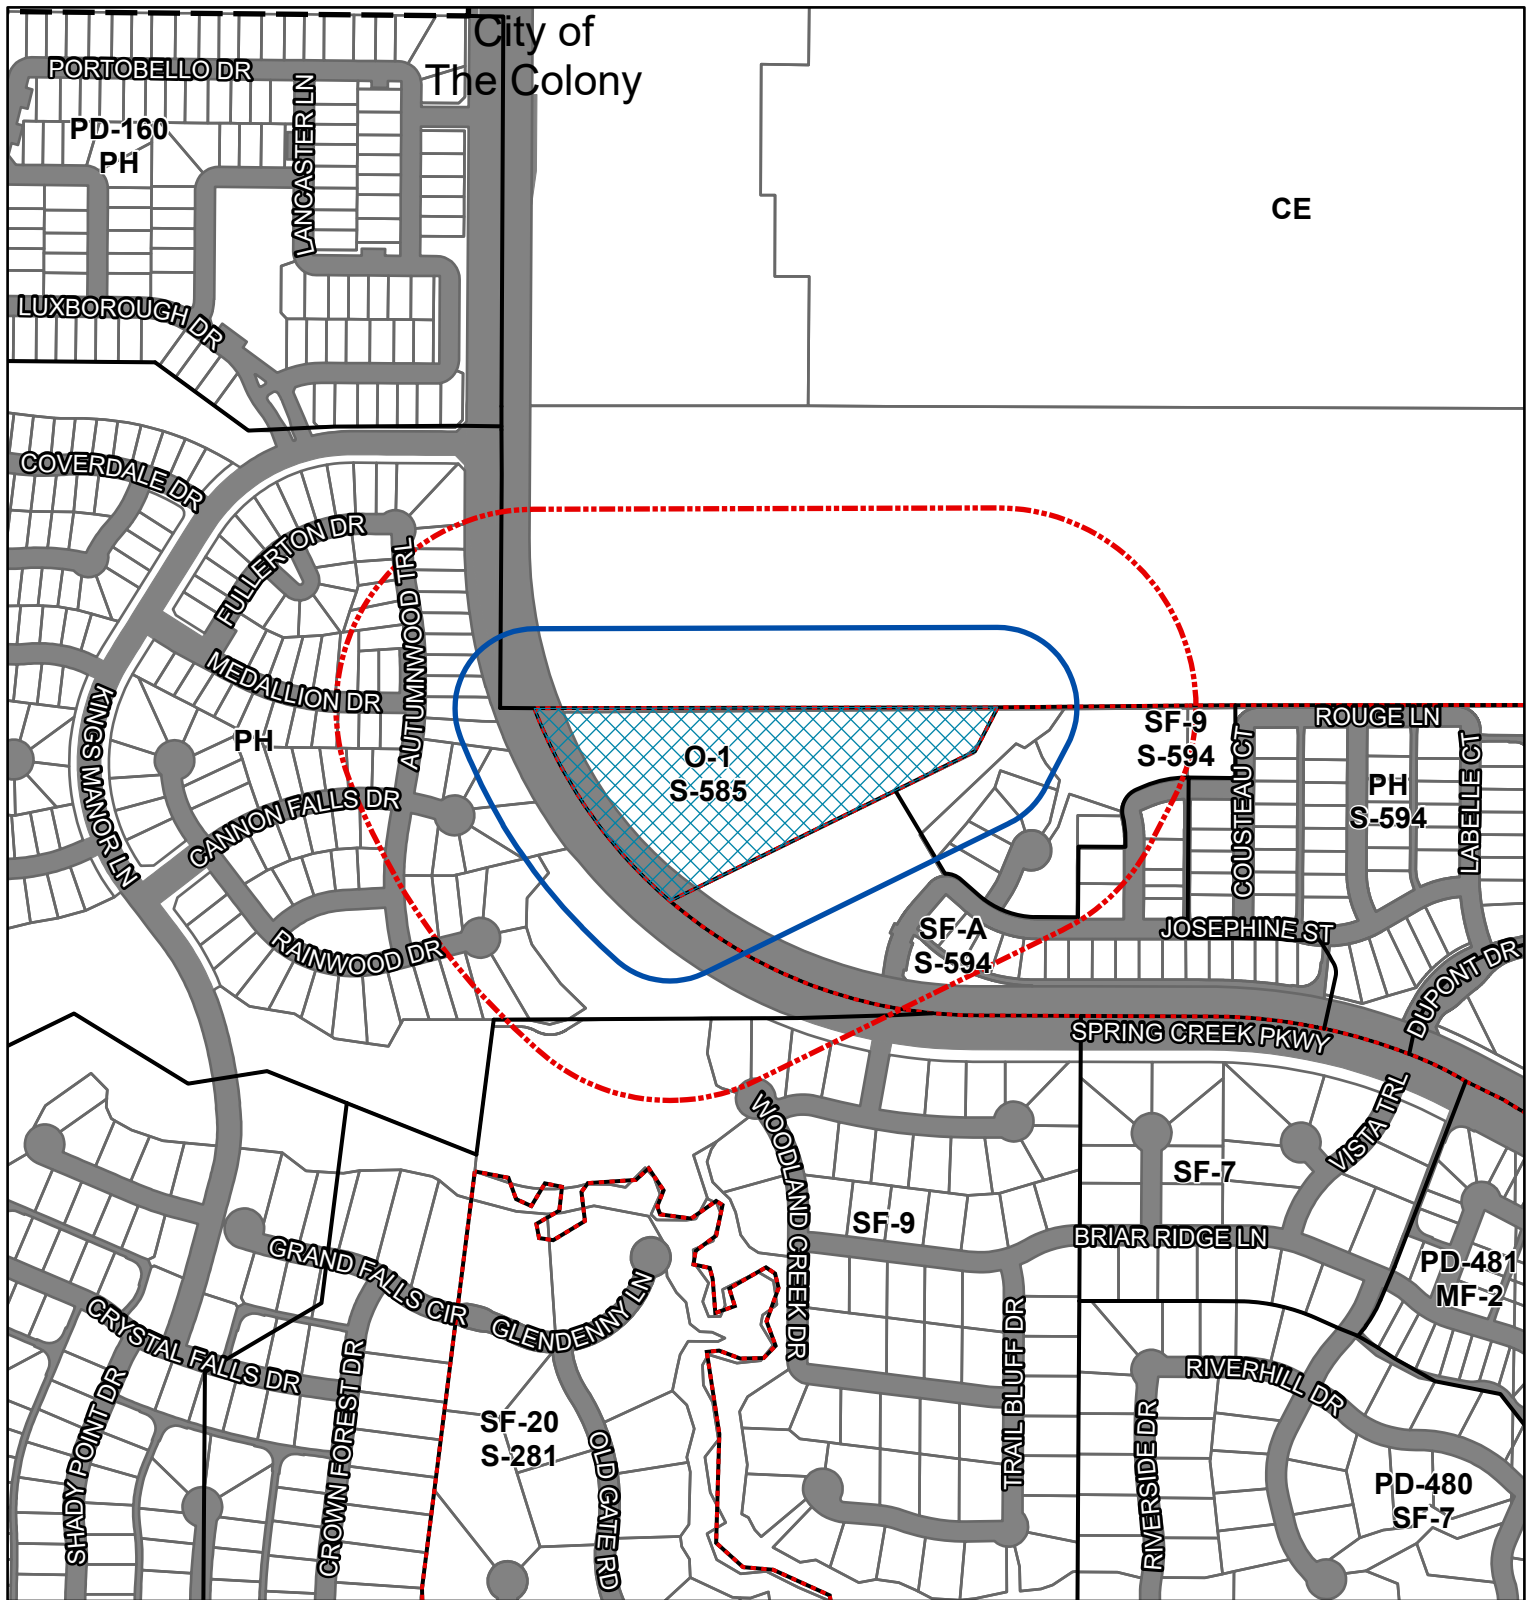 City of
The Colony
PORTOBELLO DR
LANCASTER LN
PD-160
PH
CE
LUXBOROUGH DR
COVERDALE DR
FULLERTON DR
AUTUMNWOOD TRL
MEDALLION DR
KINGS MANOR LN
PH
CANNON FALLS DR
RAINWOOD DR
O-1
S-585
SF-9
S-594
ROUGE LN
COUSTEAU CT
PH
S-594
LABELLE CT
SF-A
S-594
JOSEPHINE ST
DUPONT DR
SPRING CREEK PKWY
VISTA TRL
WOODLAND CREEK DR
SF-7
SF-9
BRIAR RIDGE LN
PD-481
MF-2
GRAND FALLS CIR
GLENDENNY LN
CRYSTAL FALLS DR
SHADY POINT DR
CROWN FOREST DR
SF-20
S-281
OLD GATE RD
TRAIL BLUFF DR
RIVERSIDE DR
RIVERHILL DR
PD-480
SF-7